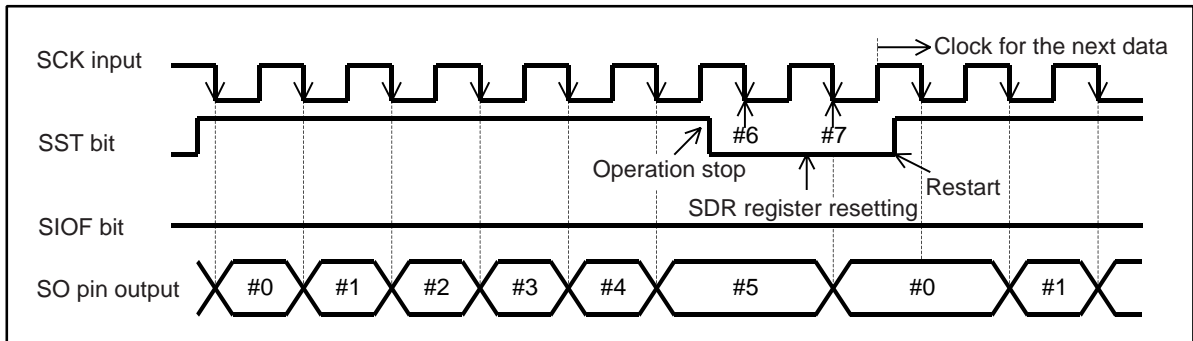 SCK input
Clock for the next data
SST bit
#6 #7
Operation stop
Restart
SDR register resetting
SIOF bit
SO pin output #0 #1 #2 #3 #4 #5 #0 #1